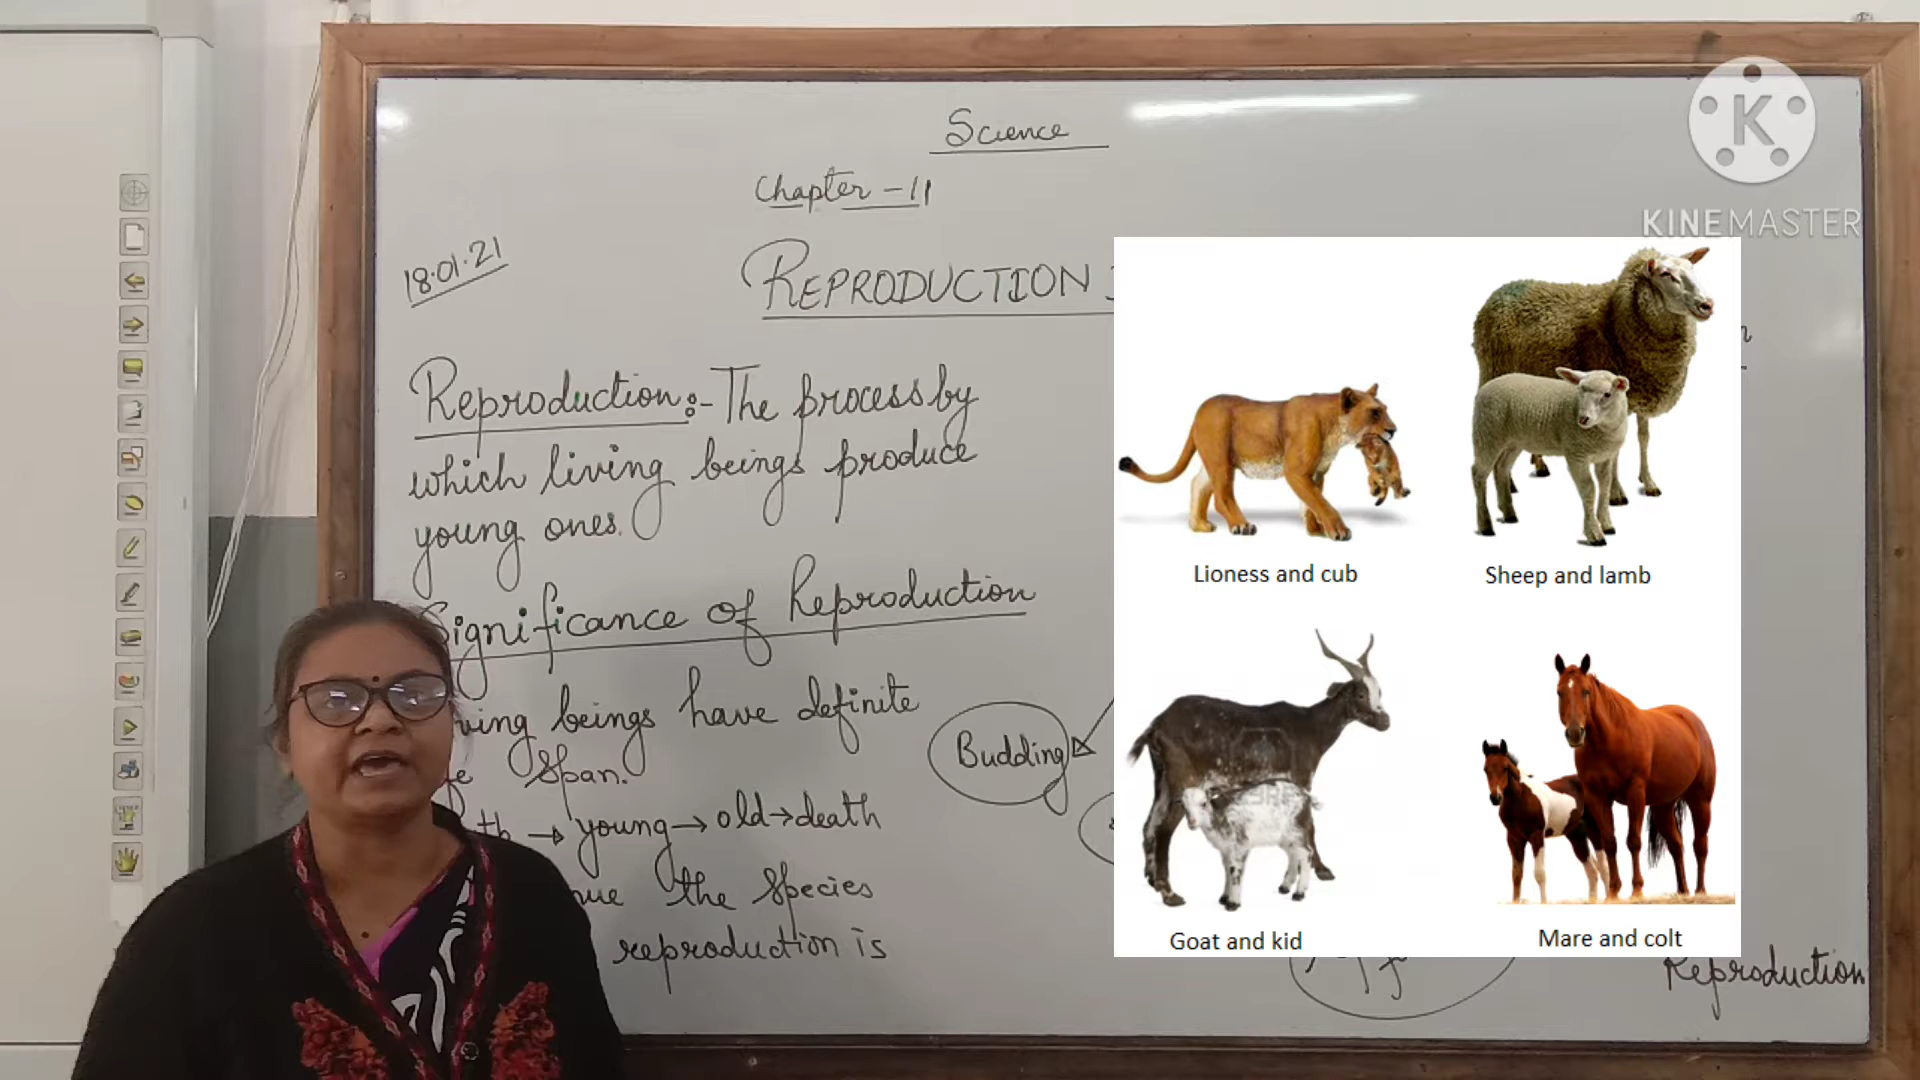 Science
Chapter - 11
18.01.21
REPRODUCTION
Reproduction:- The process by
which living beings produce
young ones.
Significance of Reproduction
beings have definite
span.
→ young → old → death
the species
reproduction is
Budding
Reproduction
KINEMASTER
Lioness and cub
Sheep and lamb
Goat and kid
Mare and colt